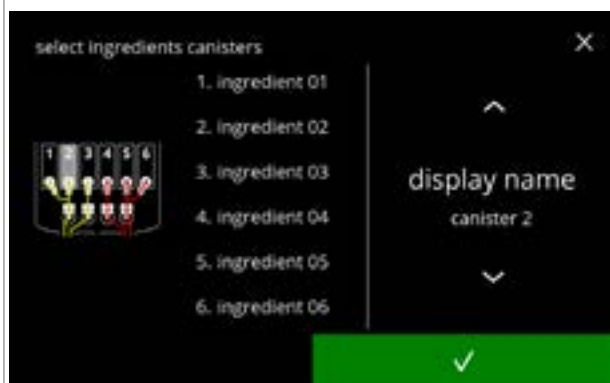 select ingredients canisters
1. ingredient 01
2. ingredient 02
3. ingredient 03
4. ingredient 04
5. ingredient 05
6. ingredient 06
1 2 3 4 5 6
display name
canister 2